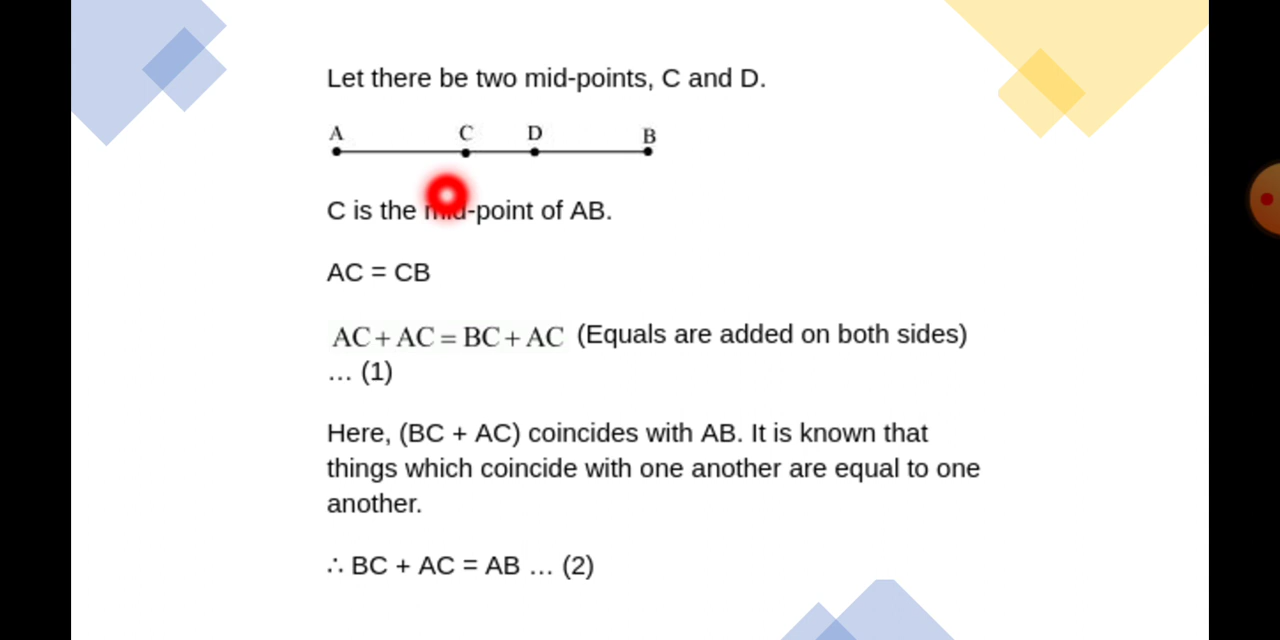 Let there be two mid-points, C and D.
A C D B
C is the mid-point of AB.
AC = CB
AC + AC = BC + AC (Equals are added on both sides)
... (1)
Here, (BC + AC) coincides with AB. It is known that
things which coincide with one another are equal to one
another.
∴ BC + AC = AB ... (2)